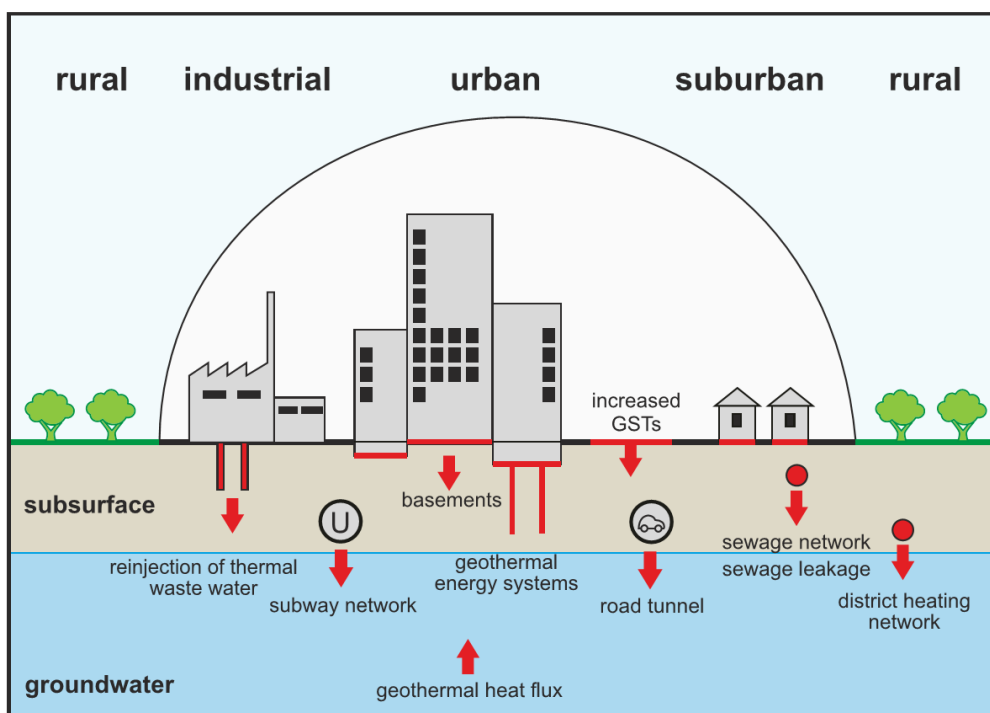 rural
industrial
urban
suburban
rural
increased
GSTs
subsurface
basements
U
reinjection of thermal
waste water
subway network
geothermal
energy systems
road tunnel
sewage network
sewage leakage
district heating
network
groundwater
geothermal heat flux